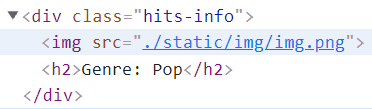 ▼<div class="hits-info">
<img src="./static/img/img.png">
<h2>Genre: Pop</h2>
</div>